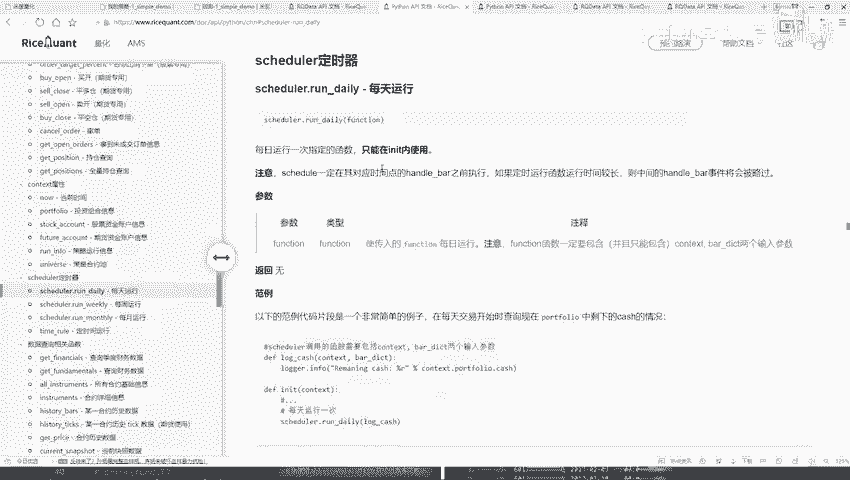 https://www.ricequant.com/doc/api/python/chn#scheduler-run_daily
RiceQuant
量化
AMS
帮助文档
社区
buy_open - 买开（期货专用）
sell_close - 平多仓（期货专用）
sell_open - 卖开（期货专用）
buy_close - 平空仓（期货专用）
cancel_order - 撤单
get_open_orders - 拿到未成交订单信息
get_position - 持仓查询
get_positions - 全量持仓查询
context属性
now - 当前时间
portfolio - 投资组合信息
stock_account - 股票资金账户信息
future_account - 期货资金账户信息
run_info - 策略运行信息
universe - 策略合约池
scheduler定时器
scheduler.run_daily - 每天运行
scheduler.run_weekly - 每周运行
scheduler.run_monthly - 每月运行
time_rule - 定时间运行
数据查询相关函数
get_financials - 查询季度财务数据
get_fundamentals - 查询财务数据
all_instruments - 所有合约基础信息
instruments - 合约详细信息
history_bars - 某一合约历史数据
history_ticks - 某一合约历史 tick 数据（期货使用）
get_price - 合约历史数据
current_snapshot - 当前快照数据
scheduler定时器
scheduler.run_daily - 每天运行
scheduler.run_daily(function)
每日运行一次指定的函数，只能在init内使用。
注意，schedule一定在其对应时间点的handle_bar之前执行，如果定时运行函数运行时间较长，则中间的handle_bar事件将会被略过。
参数
参数 类型 注释
function function 使传入的 function 每日运行。注意，function函数一定要包含（并且只能包含）context, bar_dict两个输入参数
返回 无
范例
以下的范例代码片段是一个非常简单的例子，在每天交易开始时查询现在 portfolio 中剩下的cash的情况：
#scheduler调用的函数需要包括context, bar_dict两个输入参数
def log_cash(context, bar_dict):
logger.info("Remaning cash: %r" % context.portfolio.cash)
def init(context):
#...
# 每天运行一次
scheduler.run_daily(log_cash)